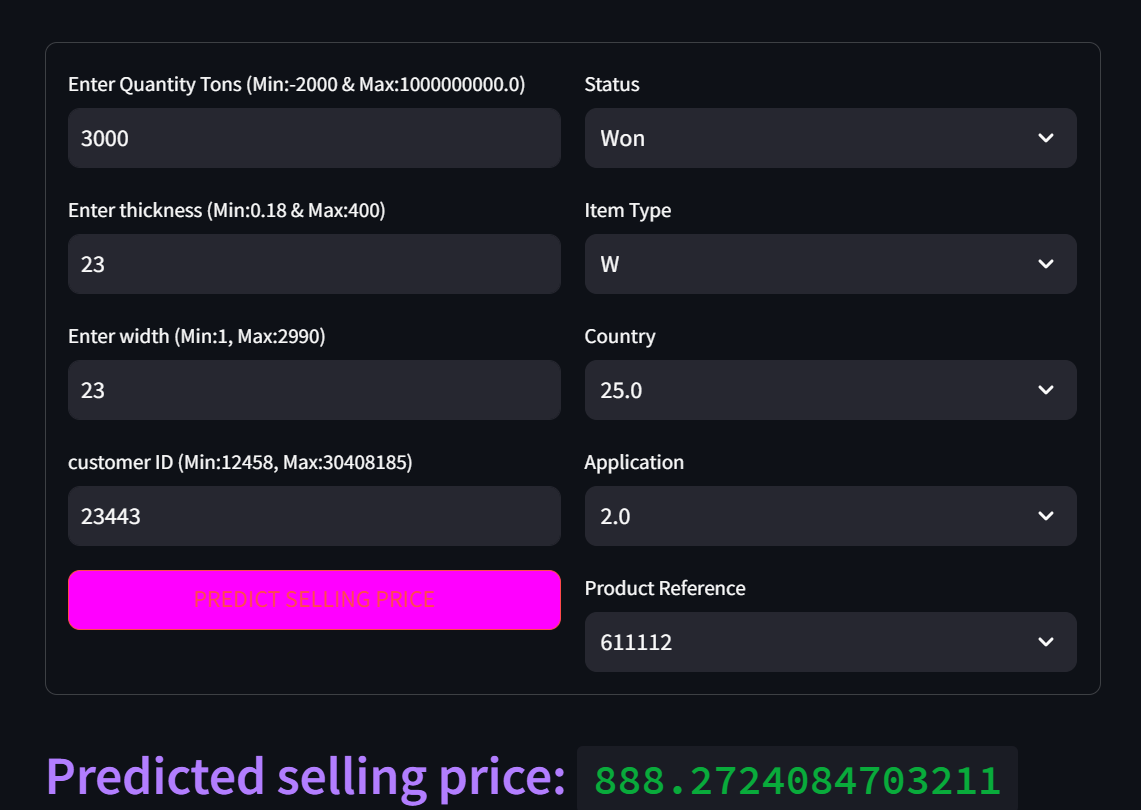 Enter Quantity Tons (Min:-2000 & Max:1000000000.0)
3000
Enter thickness (Min:0.18 & Max:400)
23
Enter width (Min:1, Max:2990)
23
customer ID (Min:12458, Max:30408185)
23443
PREDICT SELLING PRICE
Status
Won
Item Type
W
Country
25.0
Application
2.0
Product Reference
611112
Predicted selling price: 888.2724084703211